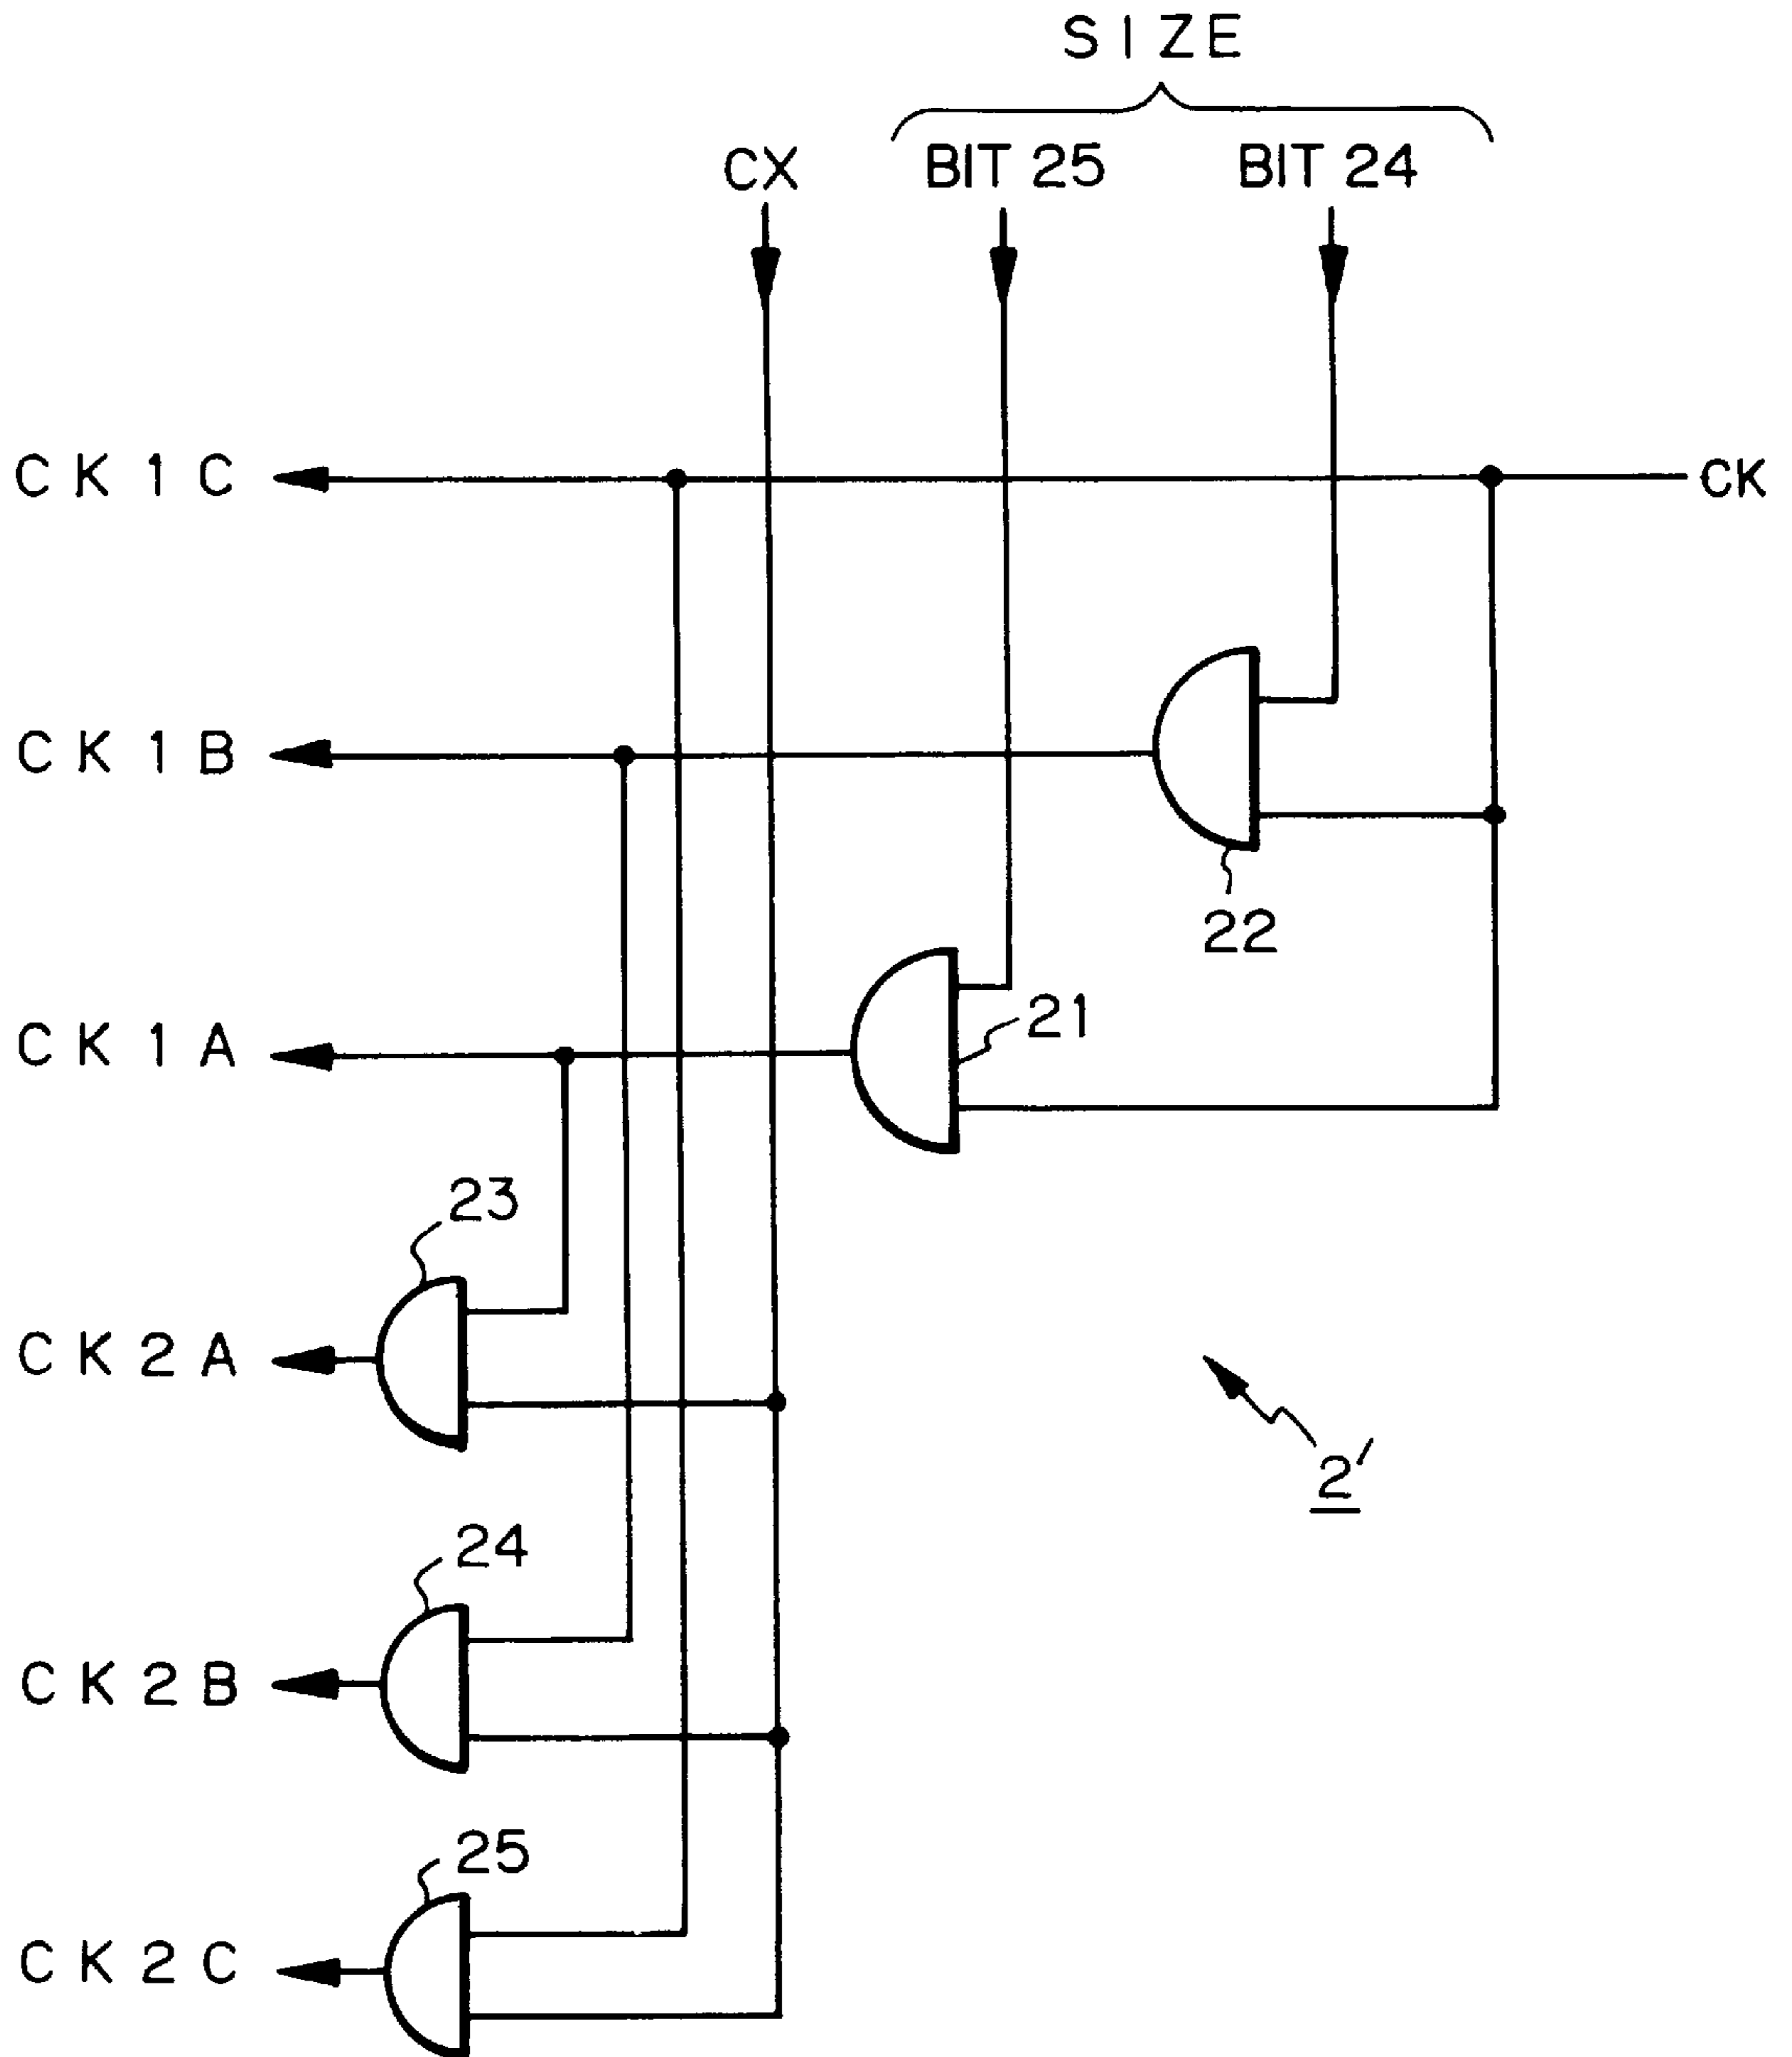 SIZE
CX BIT 25 BIT 24
CK1C CK
CK1B
22
21
CK1A
23
CK2A
2'
24
CK2B
25
CK2C